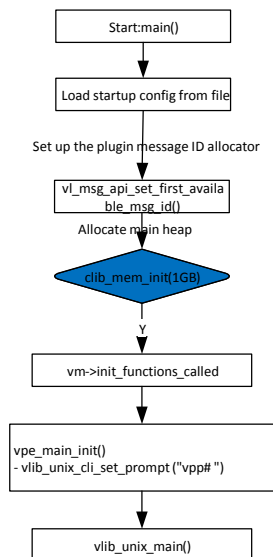 Start:main()
Load startup config from file
Set up the plugin message ID allocator
vl_msg_api_set_first_availa
ble_msg_id()
Allocate main heap
clib_mem_init(1GB)
Y
vm->init_functions_called
vpe_main_init()
- vlib_unix_cli_set_prompt ("vpp# ")
vlib_unix_main()